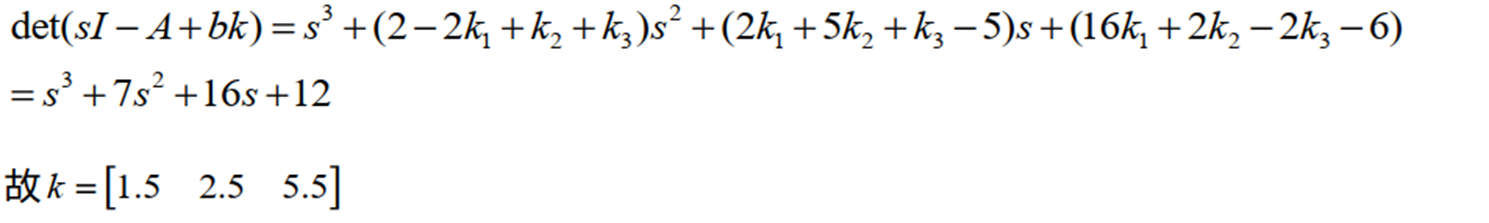 det(sI − A + bk) = s³ + (2 − 2k₁ + k₂ + k₃)s² + (2k₁ + 5k₂ + k₃ − 5)s + (16k₁ + 2k₂ − 2k₃ − 6)
= s³ + 7s² + 16s + 12
故 k = [1.5 2.5 5.5]